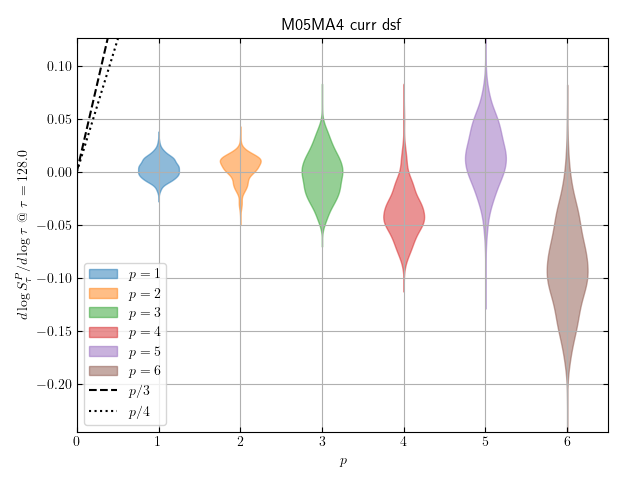 M05MA4 curr dsf
d log S_τ^p / d log τ @ τ = 128.0
0.10
0.05
0.00
−0.05
−0.10
−0.15
−0.20
p = 1
p = 2
p = 3
p = 4
p = 5
p = 6
p/3
p/4
0 1 2 3 4 5 6
p